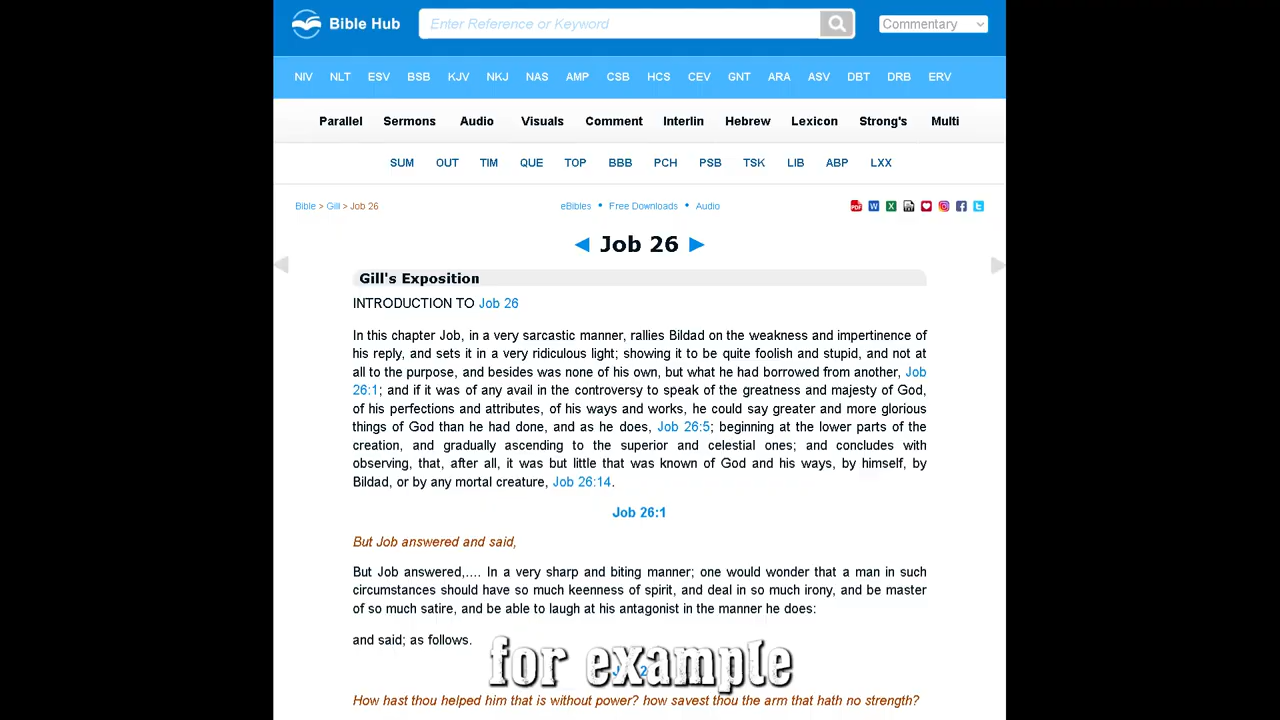 Bible Hub
Enter Reference or Keyword
Commentary
NIV NLT ESV BSB KJV NKJ NAS AMP CSB HCS CEV GNT ARA ASV DBT DRB ERV
Parallel Sermons Audio Visuals Comment Interlin Hebrew Lexicon Strong's Multi
SUM OUT TIM QUE TOP BBB PCH PSB TSK LIB ABP LXX
Bible > Gill > Job 26
eBibles • Free Downloads • Audio
◄ Job 26 ►
Gill's Exposition
INTRODUCTION TO Job 26
In this chapter Job, in a very sarcastic manner, rallies Bildad on the weakness and impertinence of
his reply, and sets it in a very ridiculous light; showing it to be quite foolish and stupid, and not at
all to the purpose, and besides was none of his own, but what he had borrowed from another, Job
26:1; and if it was of any avail in the controversy to speak of the greatness and majesty of God,
of his perfections and attributes, of his ways and works, he could say greater and more glorious
things of God than he had done, and as he does, Job 26:5; beginning at the lower parts of the
creation, and gradually ascending to the superior and celestial ones; and concludes with
observing, that, after all, it was but little that was known of God and his ways, by himself, by
Bildad, or by any mortal creature, Job 26:14.
Job 26:1
But Job answered and said,
But Job answered,.... In a very sharp and biting manner; one would wonder that a man in such
circumstances should have so much keenness of spirit, and deal in so much irony, and be master
of so much satire, and be able to laugh at his antagonist in the manner he does:
and said; as follows.
for example
How hast thou helped him that is without power? how savest thou the arm that hath no strength?